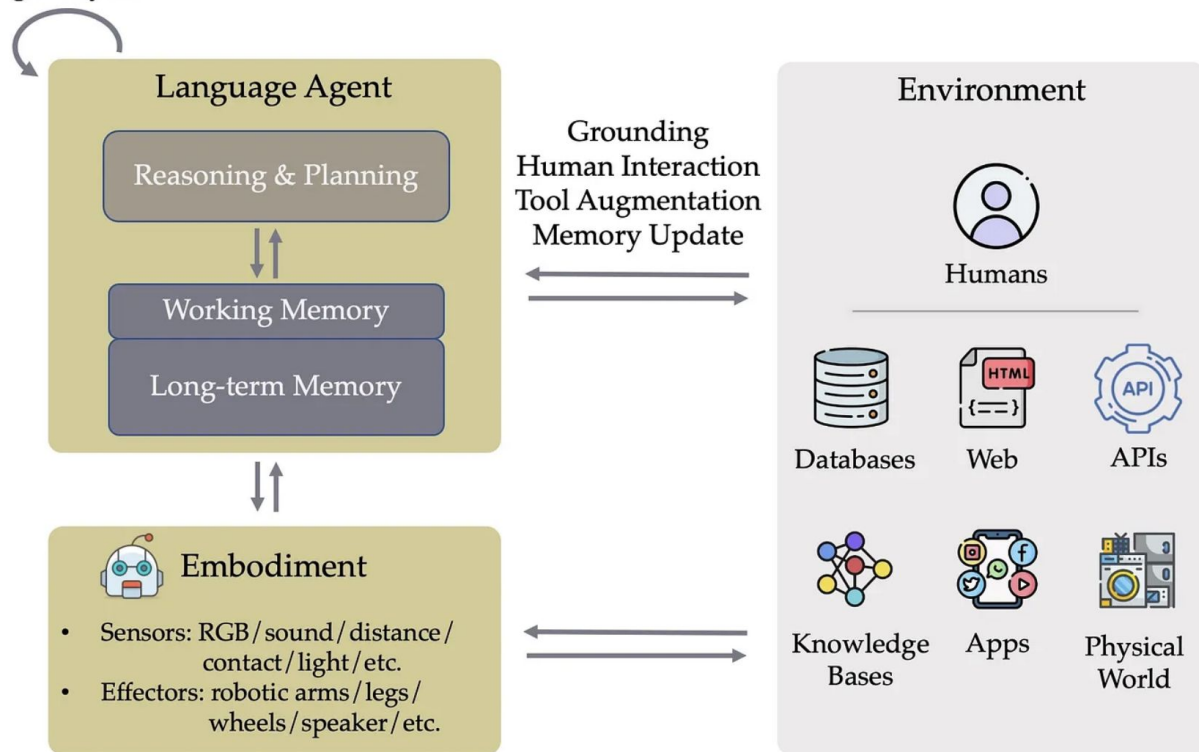 Language Agent
Reasoning & Planning
Working Memory
Long-term Memory
Grounding
Human Interaction
Tool Augmentation
Memory Update
Environment
Humans
HTML
{==}
API
Databases
Web
APIs
Knowledge
Bases
Apps
Physical
World
Embodiment
• Sensors: RGB/sound/distance/
contact/light/etc.
• Effectors: robotic arms/legs/
wheels/speaker/etc.